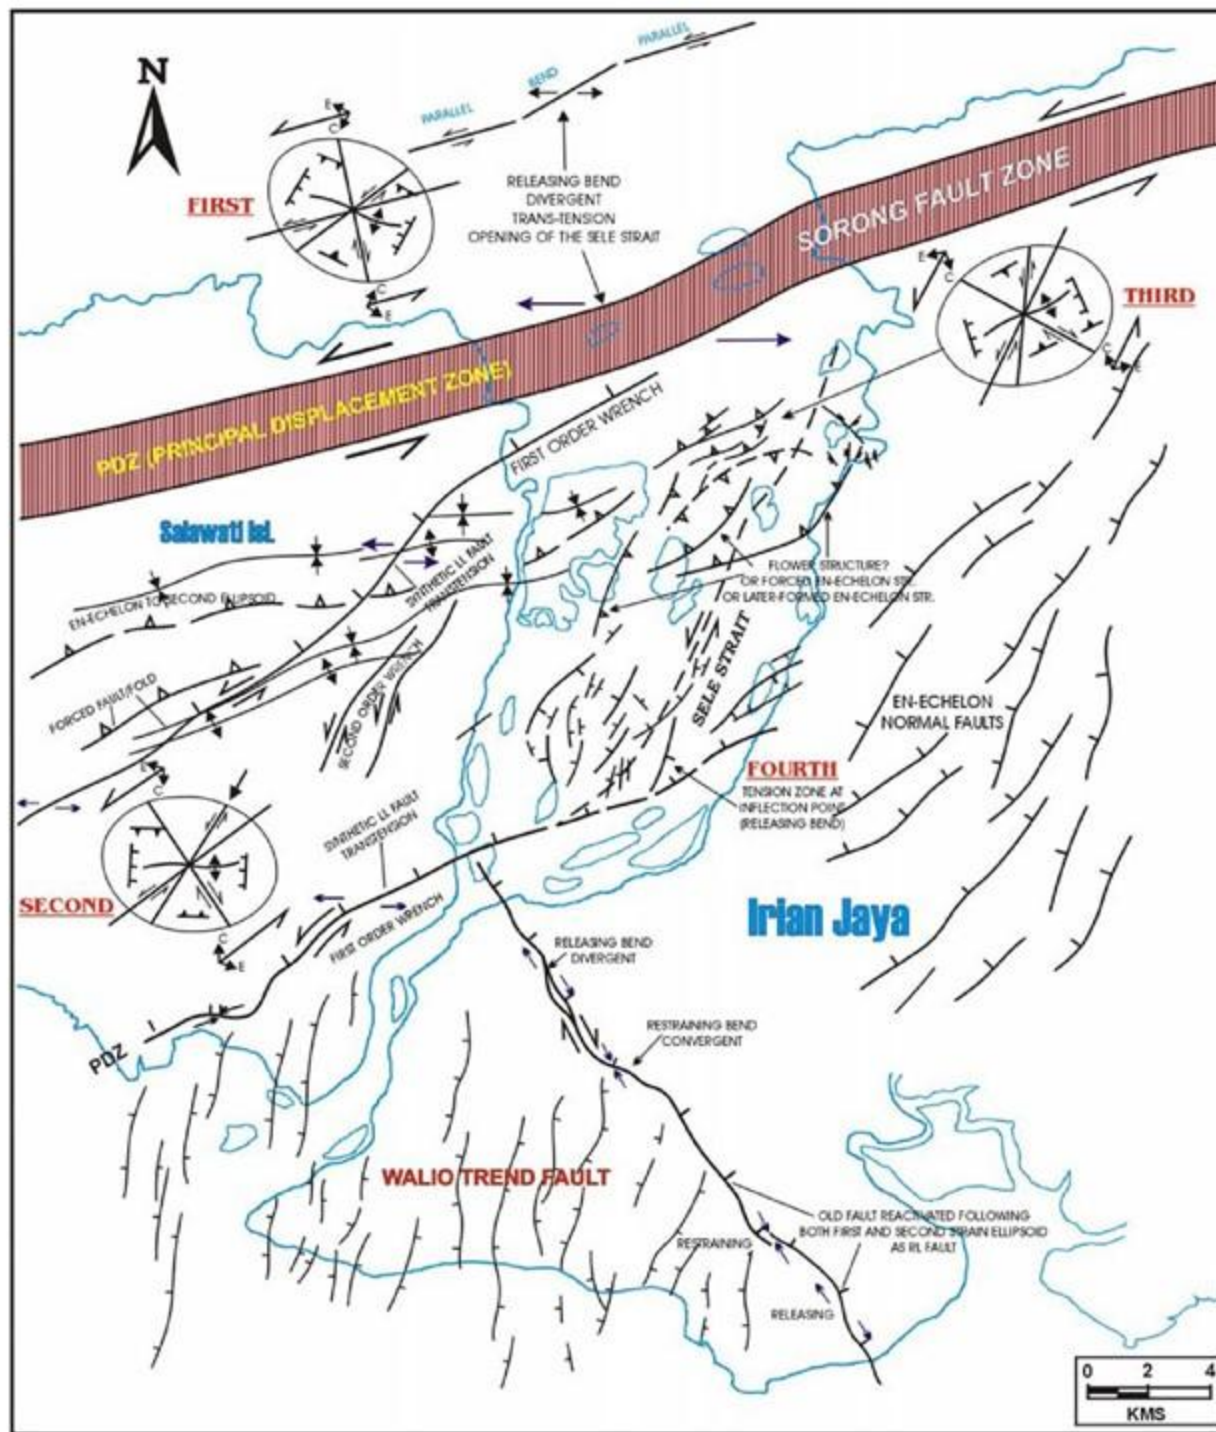 N
PARALLEL
BEND
PARALLEL
E
C
FIRST
RELEASING BEND
DIVERGENT
TRANS-TENSION
OPENING OF THE SELE STRAIT
C
E
SORONG FAULT ZONE
E
C
THIRD
C
E
PDZ (PRINCIPAL DISPLACEMENT ZONE)
FIRST ORDER WRENCH
Salawati Isl.
SYNTHETIC LL FAULT
TRANSTENSION
EN-ECHELON TO SECOND ELLIPSOID
FLOWER STRUCTURE?
OR FORCED EN-ECHELON STR.
OR LATER-FORMED EN-ECHELON STR.
FORCED FAULT/FOLD
SECOND ORDER WRENCH
SELE STRAIT
EN-ECHELON
NORMAL FAULTS
FOURTH
TENSION ZONE AT
INFLECTION POINT
(RELEASING BEND)
E
C
SECOND
C
E
SYNTHETIC LL FAULT
TRANSTENSION
FIRST ORDER WRENCH
Irian Jaya
RELEASING BEND
DIVERGENT
RESTRAINING BEND
CONVERGENT
PDZ
WALIO TREND FAULT
OLD FAULT REACTIVATED FOLLOWING
BOTH FIRST AND SECOND STRAIN ELLIPSOID
AS RL FAULT
RESTRAINING
RELEASING
0 2 4
KMS